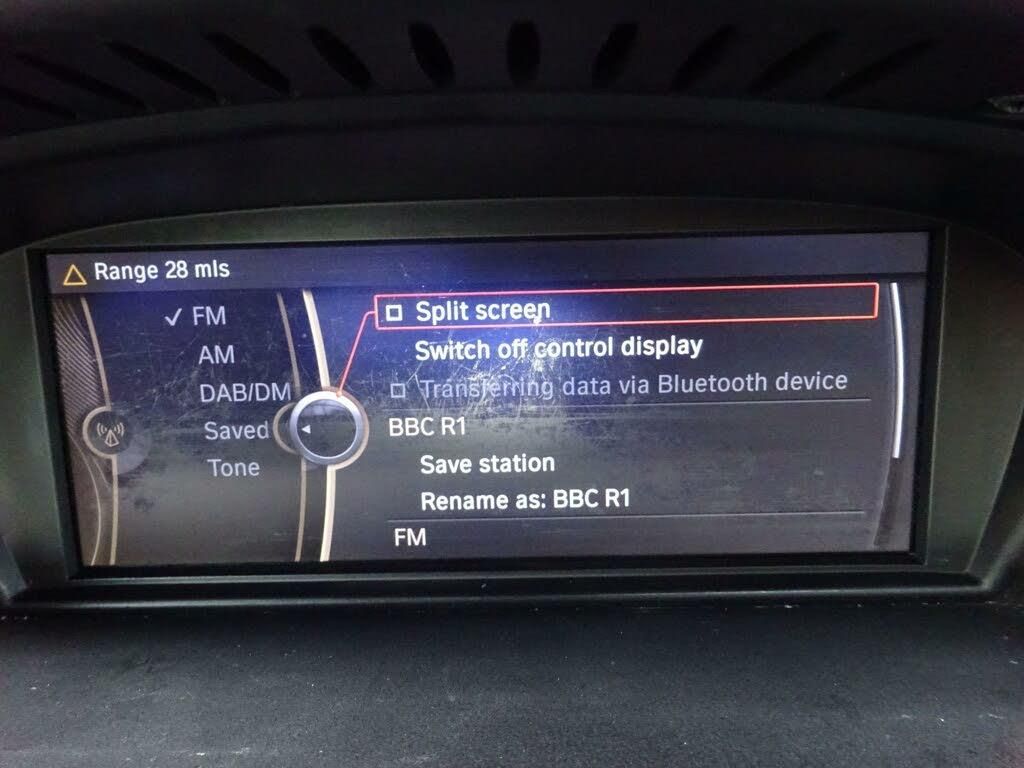 Range 28 mls
✓ FM
AM
DAB/DM
Saved
Tone
Split screen
Switch off control display
Transferring data via Bluetooth device
BBC R1
Save station
Rename as: BBC R1
FM